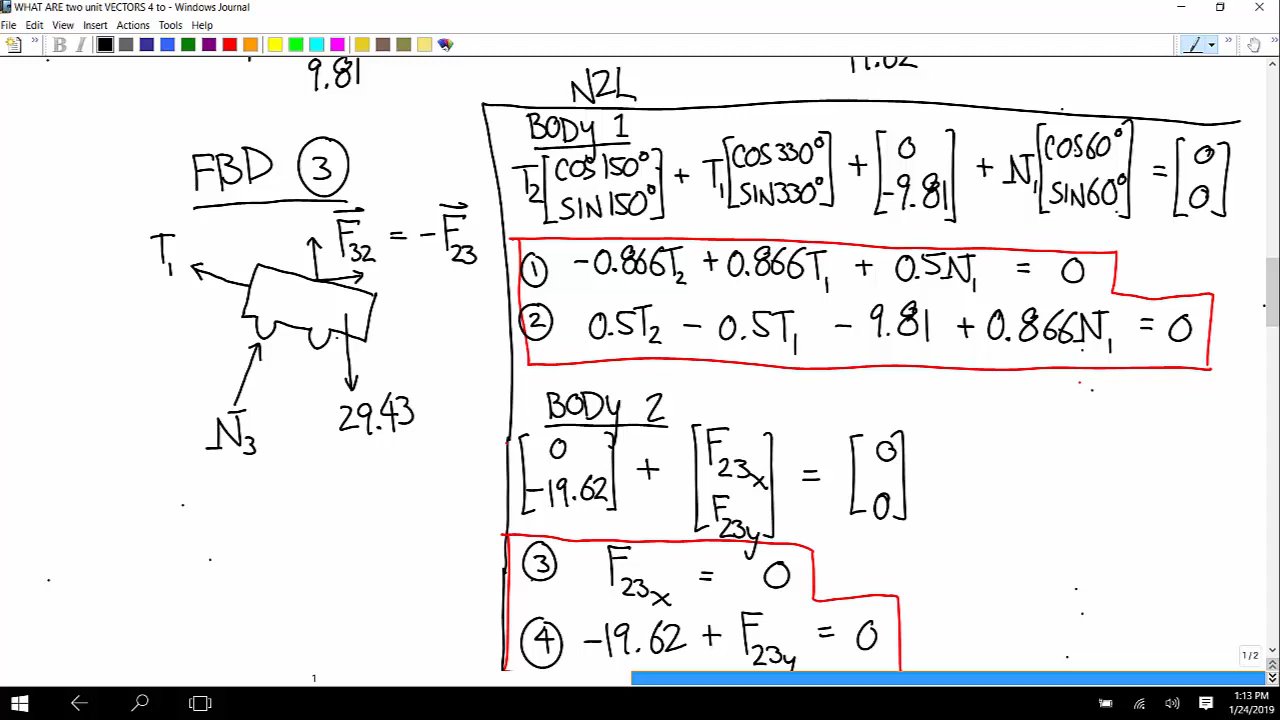 WHAT ARE two unit VECTORS 4 to - Windows Journal
File Edit View Insert Actions Tools Help
B I
9.81
FBD ③
F₃₂ = -F₂₃
T₁
N₃
29.43
N2L
BODY 1
T₂ [COS150° SIN150°] + T₁ [COS330° SIN330°] + [0 -9.81] + N₁ [COS60° SIN60°] = [0 0]
① -0.866T₂ + 0.866T₁ + 0.5N₁ = 0
② 0.5T₂ - 0.5T₁ - 9.81 + 0.866N₁ = 0
BODY 2
[0 -19.62] + [F₂₃ₓ F₂₃y] = [0 0]
③ F₂₃ₓ = 0
④ -19.62 + F₂₃y = 0
1
1/2
1:13 PM
1/24/2019